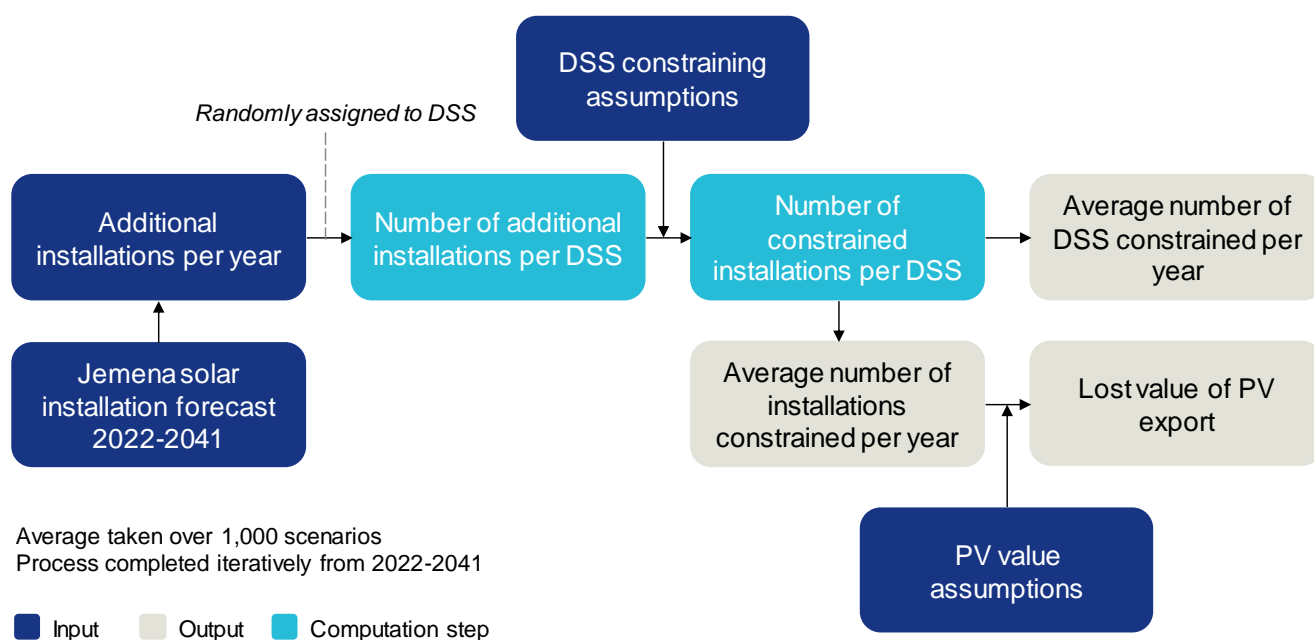 DSS constraining
assumptions
Randomly assigned to DSS
Additional
installations per year
Number of additional
installations per DSS
Number of
constrained
installations per DSS
Average number of
DSS constrained per
year
Jemena solar
installation forecast
2022-2041
Average number of
installations
constrained per year
Lost value of PV
export
PV value
assumptions
Average taken over 1,000 scenarios
Process completed iteratively from 2022-2041
Input
Output
Computation step